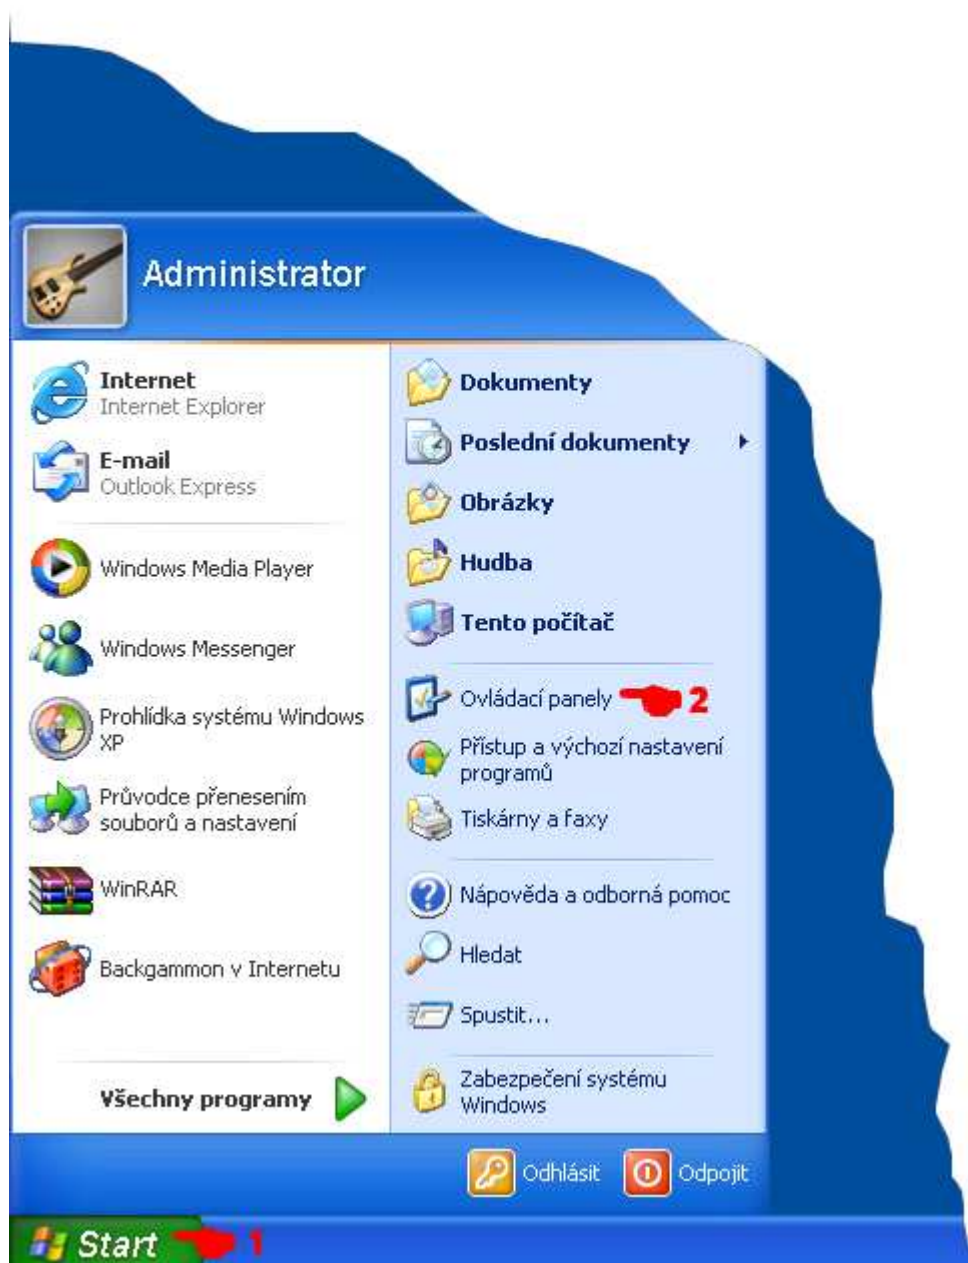 Administrator
Internet
Internet Explorer
E-mail
Outlook Express
Windows Media Player
Windows Messenger
Prohlídka systému Windows
XP
Průvodce přenesením
souborů a nastavení
WinRAR
Backgammon v Internetu
Všechny programy
Dokumenty
Poslední dokumenty
Obrázky
Hudba
Tento počítač
Ovládací panely 2
Přístup a výchozí nastavení
programů
Tiskárny a faxy
Nápověda a odborná pomoc
Hledat
Spustit...
Zabezpečení systému
Windows
Odhlásit Odpojit
Start 1